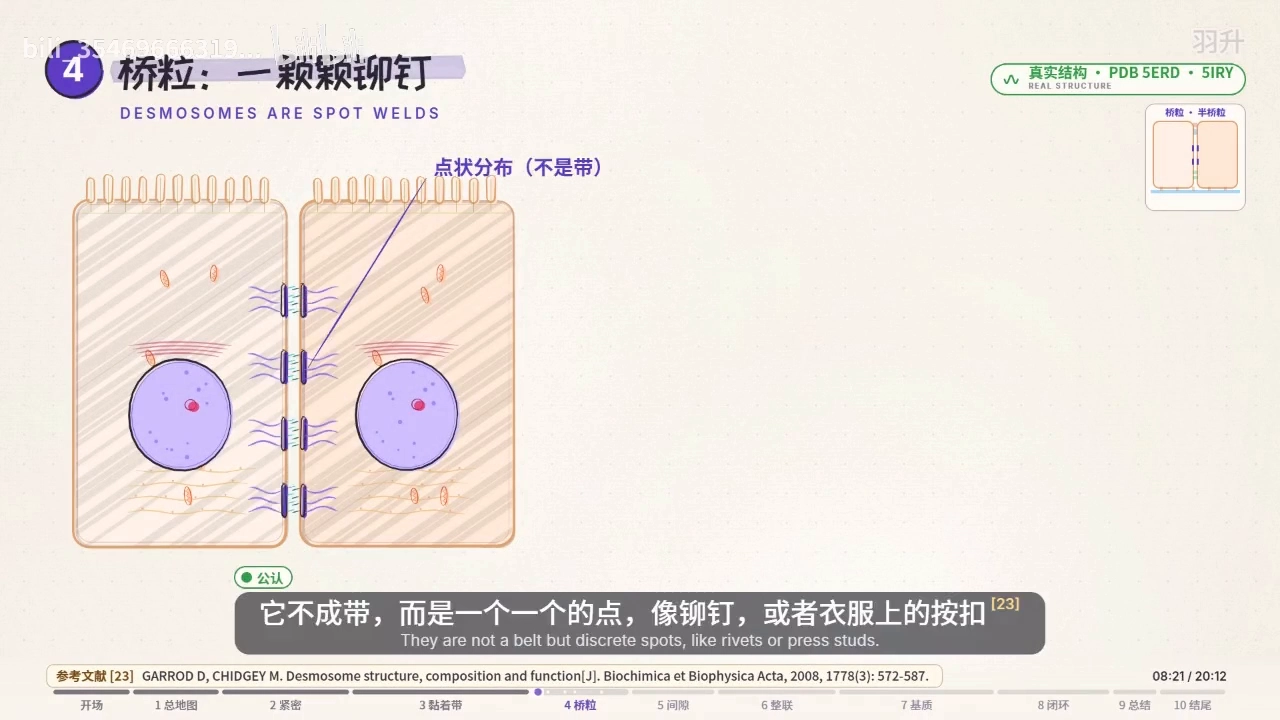 bili_35469666319...
羽升
4
桥粒：一颗颗铆钉
DESMOSOMES ARE SPOT WELDS
真实结构 · PDB 5ERD · 5IRY
REAL STRUCTURE
桥粒 · 半桥粒
点状分布（不是带）
公认
它不成带，而是一个一个的点，像铆钉，或者衣服上的按扣 [23]
They are not a belt but discrete spots, like rivets or press studs.
参考文献 [23] GARROD D, CHIDGEY M. Desmosome structure, composition and function[J]. Biochimica et Biophysica Acta, 2008, 1778(3): 572-587.
08:21 / 20:12
开场 1 总地图 2 紧密 3 黏着带 4 桥粒 5 间隙 6 整联 7 基质 8 闭环 9 总结 10 结尾